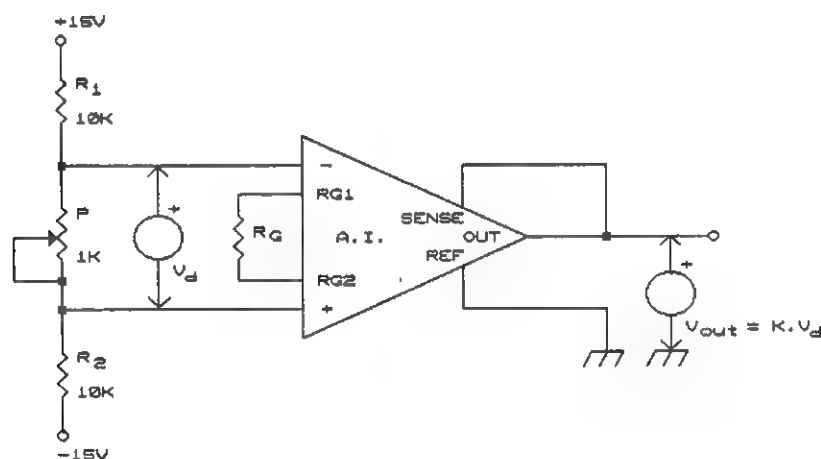 +15V
R1
10K
P
1K
+
Vd
RG
-
RG1
A.I.
RG2
+
SENSE
OUT
REF
+
Vout = K.Vd
R2
10K
-15V